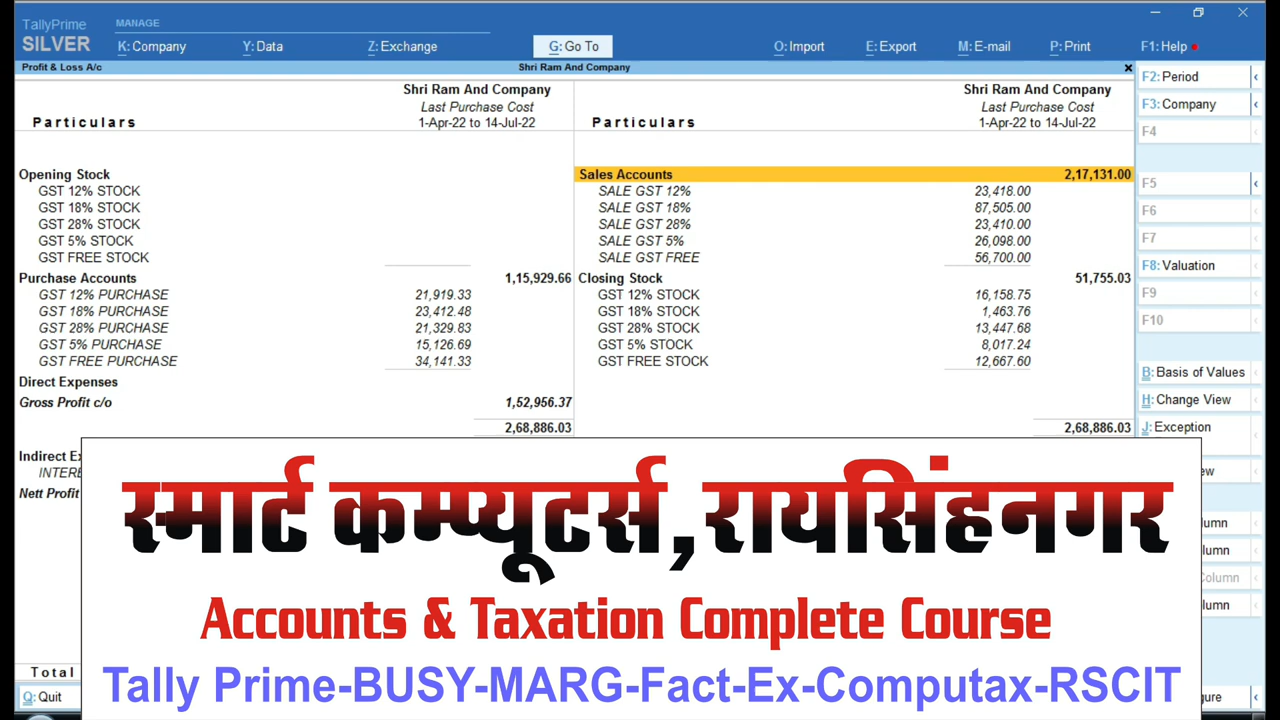 TallyPrime
SILVER
MANAGE
K: Company Y: Data Z: Exchange G: Go To O: Import E: Export M: E-mail P: Print F1: Help
Profit & Loss A/c Shri Ram And Company
Particulars Shri Ram And Company Particulars Shri Ram And Company
Last Purchase Cost Last Purchase Cost
1-Apr-22 to 14-Jul-22 1-Apr-22 to 14-Jul-22
Opening Stock Sales Accounts 2,17,131.00
GST 12% STOCK SALE GST 12% 23,418.00
GST 18% STOCK SALE GST 18% 87,505.00
GST 28% STOCK SALE GST 28% 23,410.00
GST 5% STOCK SALE GST 5% 26,098.00
GST FREE STOCK SALE GST FREE 56,700.00
Purchase Accounts 1,15,929.66 Closing Stock 51,755.03
GST 12% PURCHASE 21,919.33 GST 12% STOCK 16,158.75
GST 18% PURCHASE 23,412.48 GST 18% STOCK 1,463.76
GST 28% PURCHASE 21,329.83 GST 28% STOCK 13,447.68
GST 5% PURCHASE 15,126.69 GST 5% STOCK 8,017.24
GST FREE PURCHASE 34,141.33 GST FREE STOCK 12,667.60
Direct Expenses
Gross Profit c/o 1,52,956.37
2,68,886.03 2,68,886.03
Indirect
Nett Profit
Total
Q: Quit
F2: Period
F3: Company
F4
F5
F6
F7
F8: Valuation
F9
F10
B: Basis of Values
H: Change View
J: Exception
स्मार्ट कम्प्यूटर्स,रायसिंहनगर
Accounts & Taxation Complete Course
Tally Prime-BUSY-MARG-Fact-Ex-Computax-RSCIT